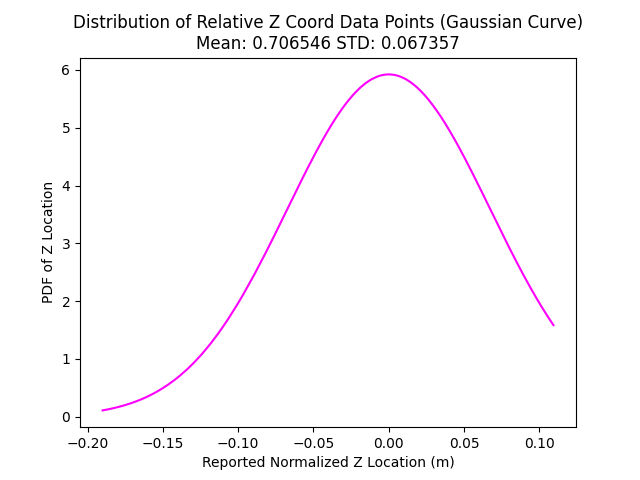 Distribution of Relative Z Coord Data Points (Gaussian Curve)
Mean: 0.706546 STD: 0.067357
6
5
4
3
2
1
0
PDF of Z Location
−0.20 −0.15 −0.10 −0.05 0.00 0.05 0.10
Reported Normalized Z Location (m)